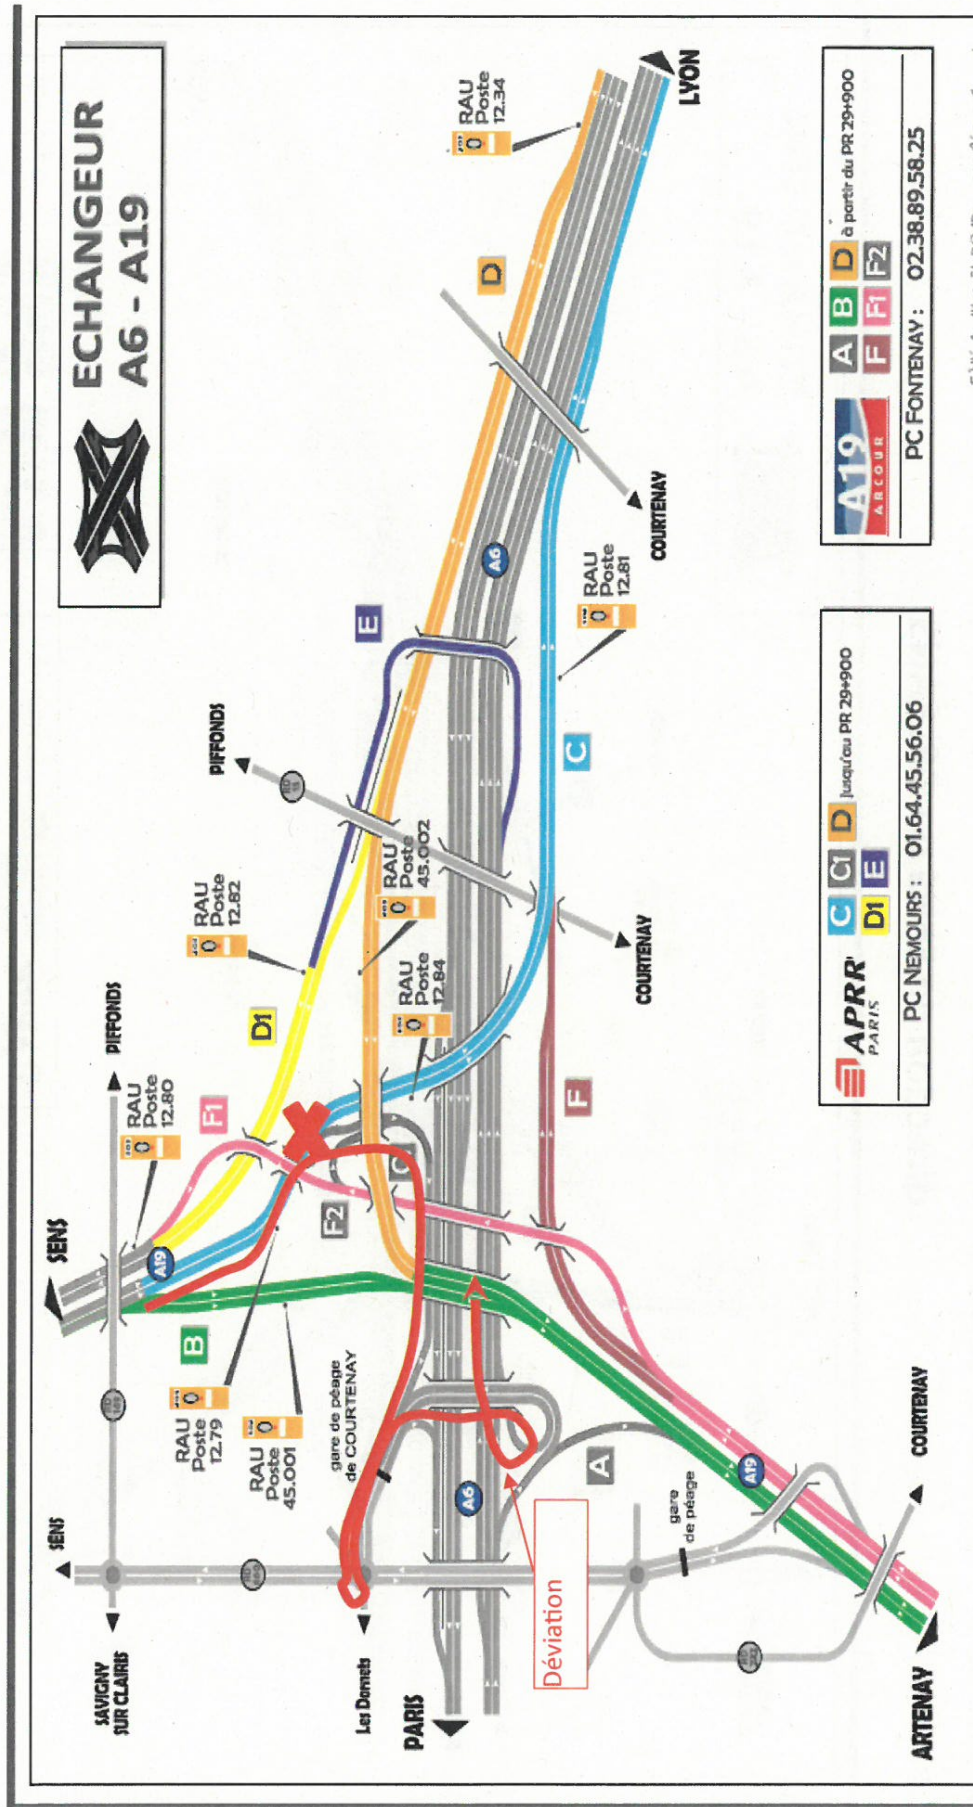 ECHANGEUR
A6 - A19
LYON
RAU
Poste
12.34
D
COURTENAY
A6
RAU
Poste
12.81
E
PIFFONDS
C
RAU
Poste
45.002
RAU
Poste
12.82
RAU
Poste
12.84
COURTENAY
D1
PIFFONDS
RAU
Poste
12.80
F1
F
F2
SENS
A19
B
RAU
Poste
12.79
RAU
Poste
45.001
gare de péage
de COURTENAY
A
A6
A19
gare
de péage
COURTENAY
SENS
SAVIGNY
SUR CLAIRIS
Les Dornets
PARIS
Déviation
ARTENAY
APRR
PARIS
C C1 D jusqu'au PR 29+900
D1 E
PC NEMOURS : 01.64.45.56.06
A19
ARCOUR
A B D à partir du PR 29+900
F F1 F2
PC FONTENAY : 02.38.89.58.25